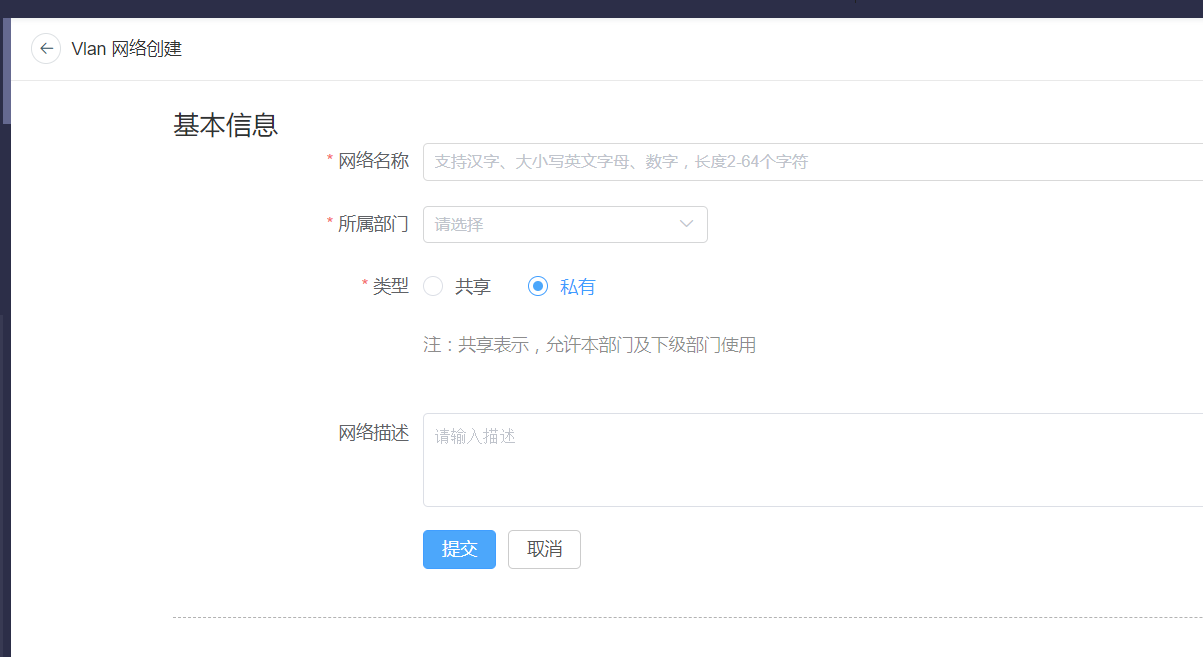 Vlan 网络创建
基本信息
* 网络名称
支持汉字、大小写英文字母、数字，长度2-64个字符
* 所属部门
请选择
* 类型
共享
私有
注：共享表示，允许本部门及下级部门使用
网络描述
请输入描述
提交
取消